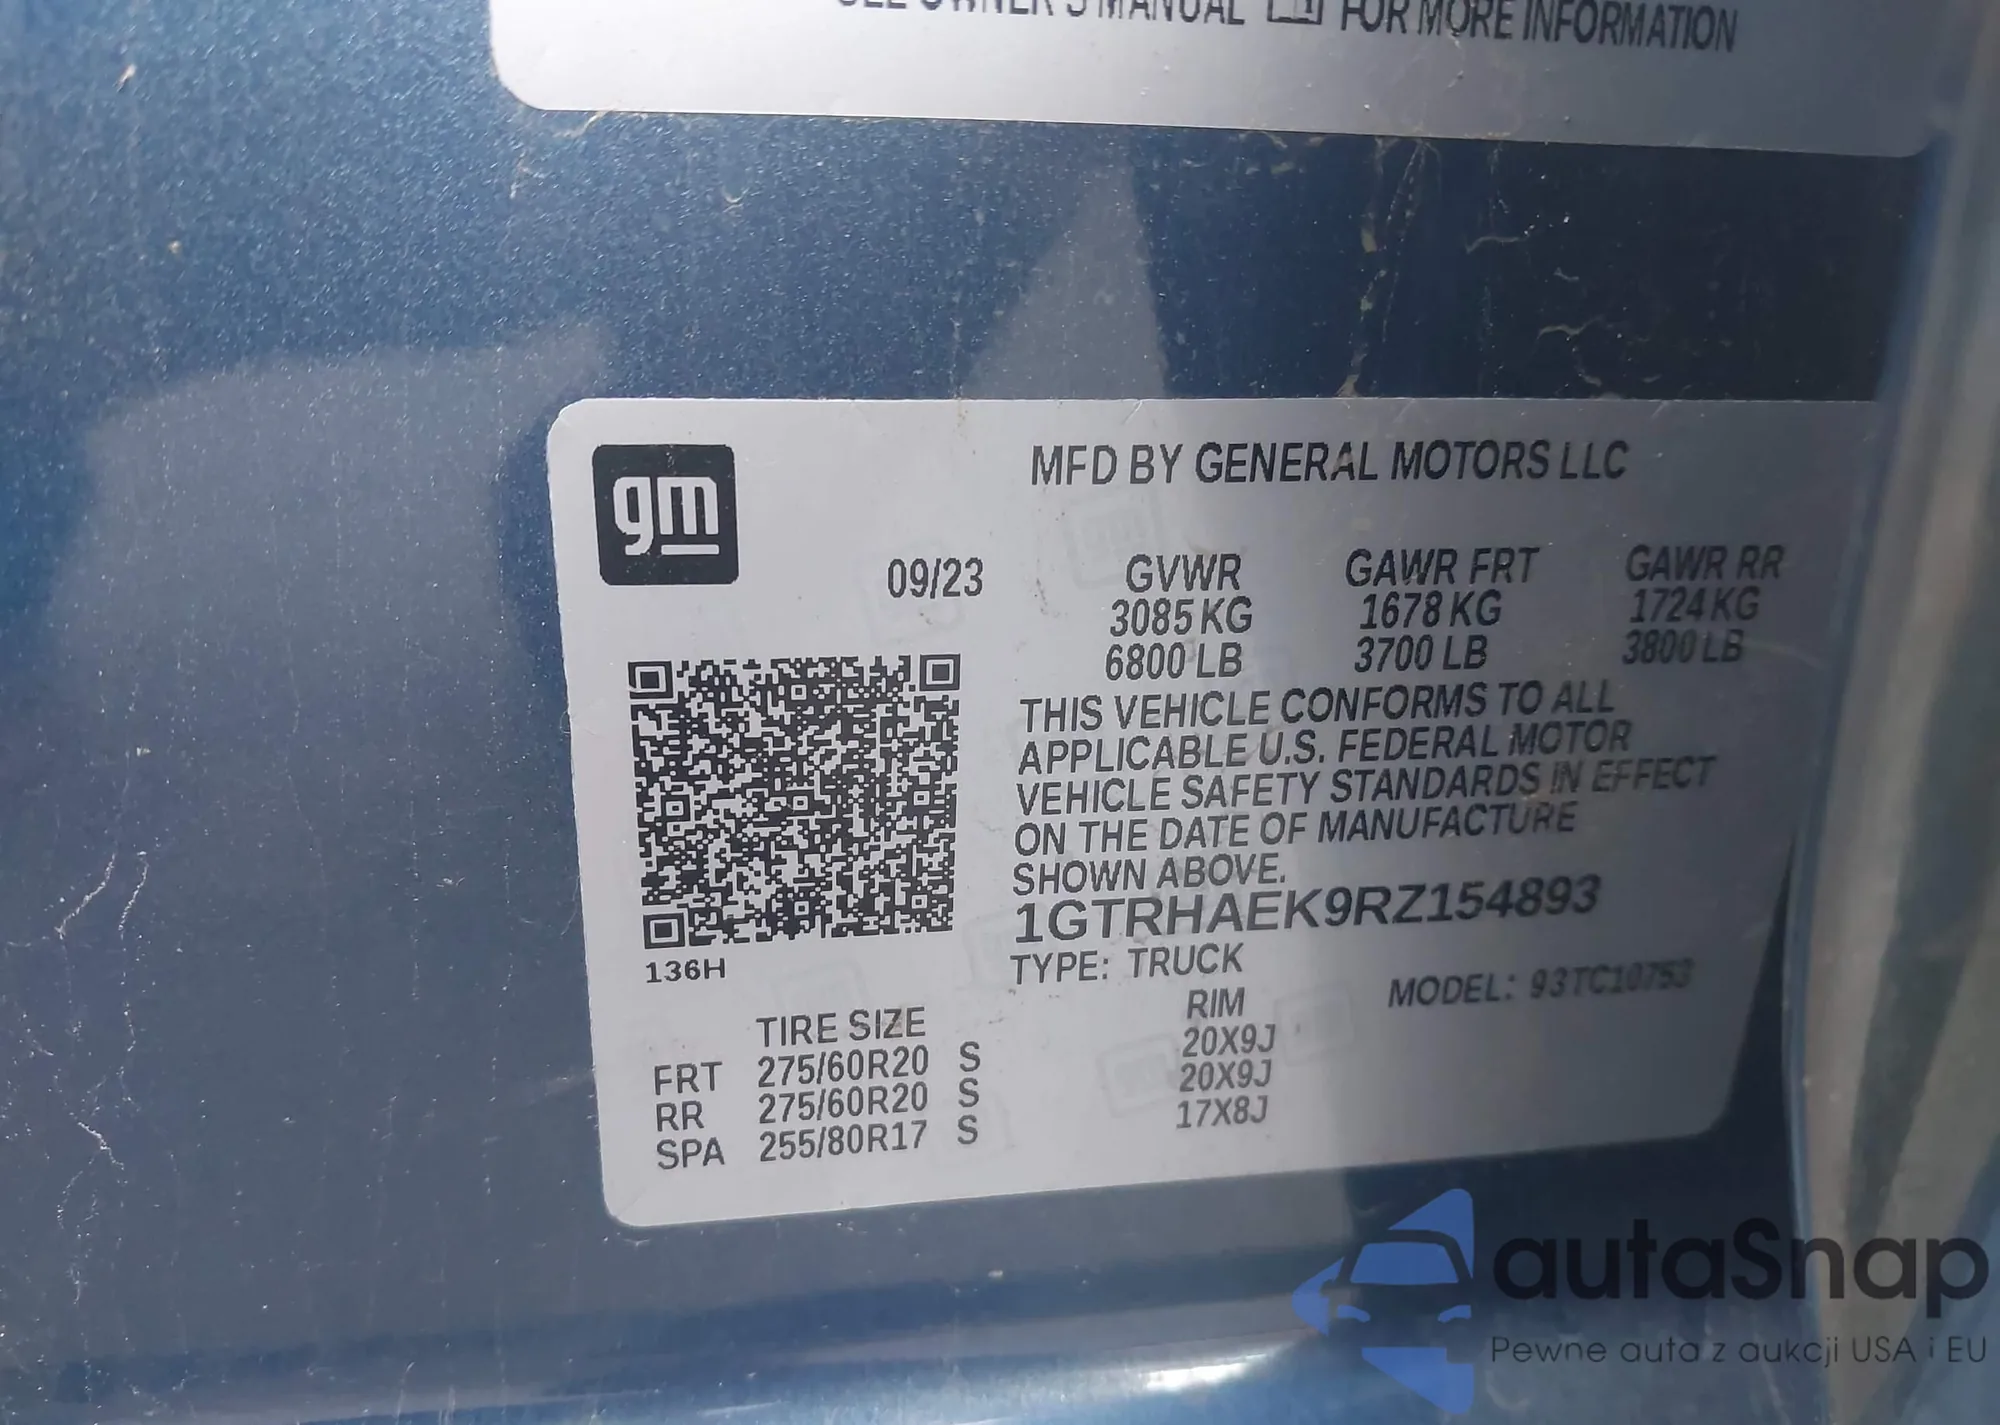 SEE OWNER'S MANUAL FOR MORE INFORMATION
gm
MFD BY GENERAL MOTORS LLC
09/23
GVWR GAWR FRT GAWR RR
3085 KG 1678 KG 1724 KG
6800 LB 3700 LB 3800 LB
THIS VEHICLE CONFORMS TO ALL
APPLICABLE U.S. FEDERAL MOTOR
VEHICLE SAFETY STANDARDS IN EFFECT
ON THE DATE OF MANUFACTURE
SHOWN ABOVE.
1GTRHAEK9RZ154893
136H
TYPE: TRUCK
MODEL: 93TC10753
TIRE SIZE RIM
FRT 275/60R20 S 20X9J
RR 275/60R20 S 20X9J
SPA 255/80R17 S 17X8J
autaSnap
Pewne auta z aukcji USA i EU